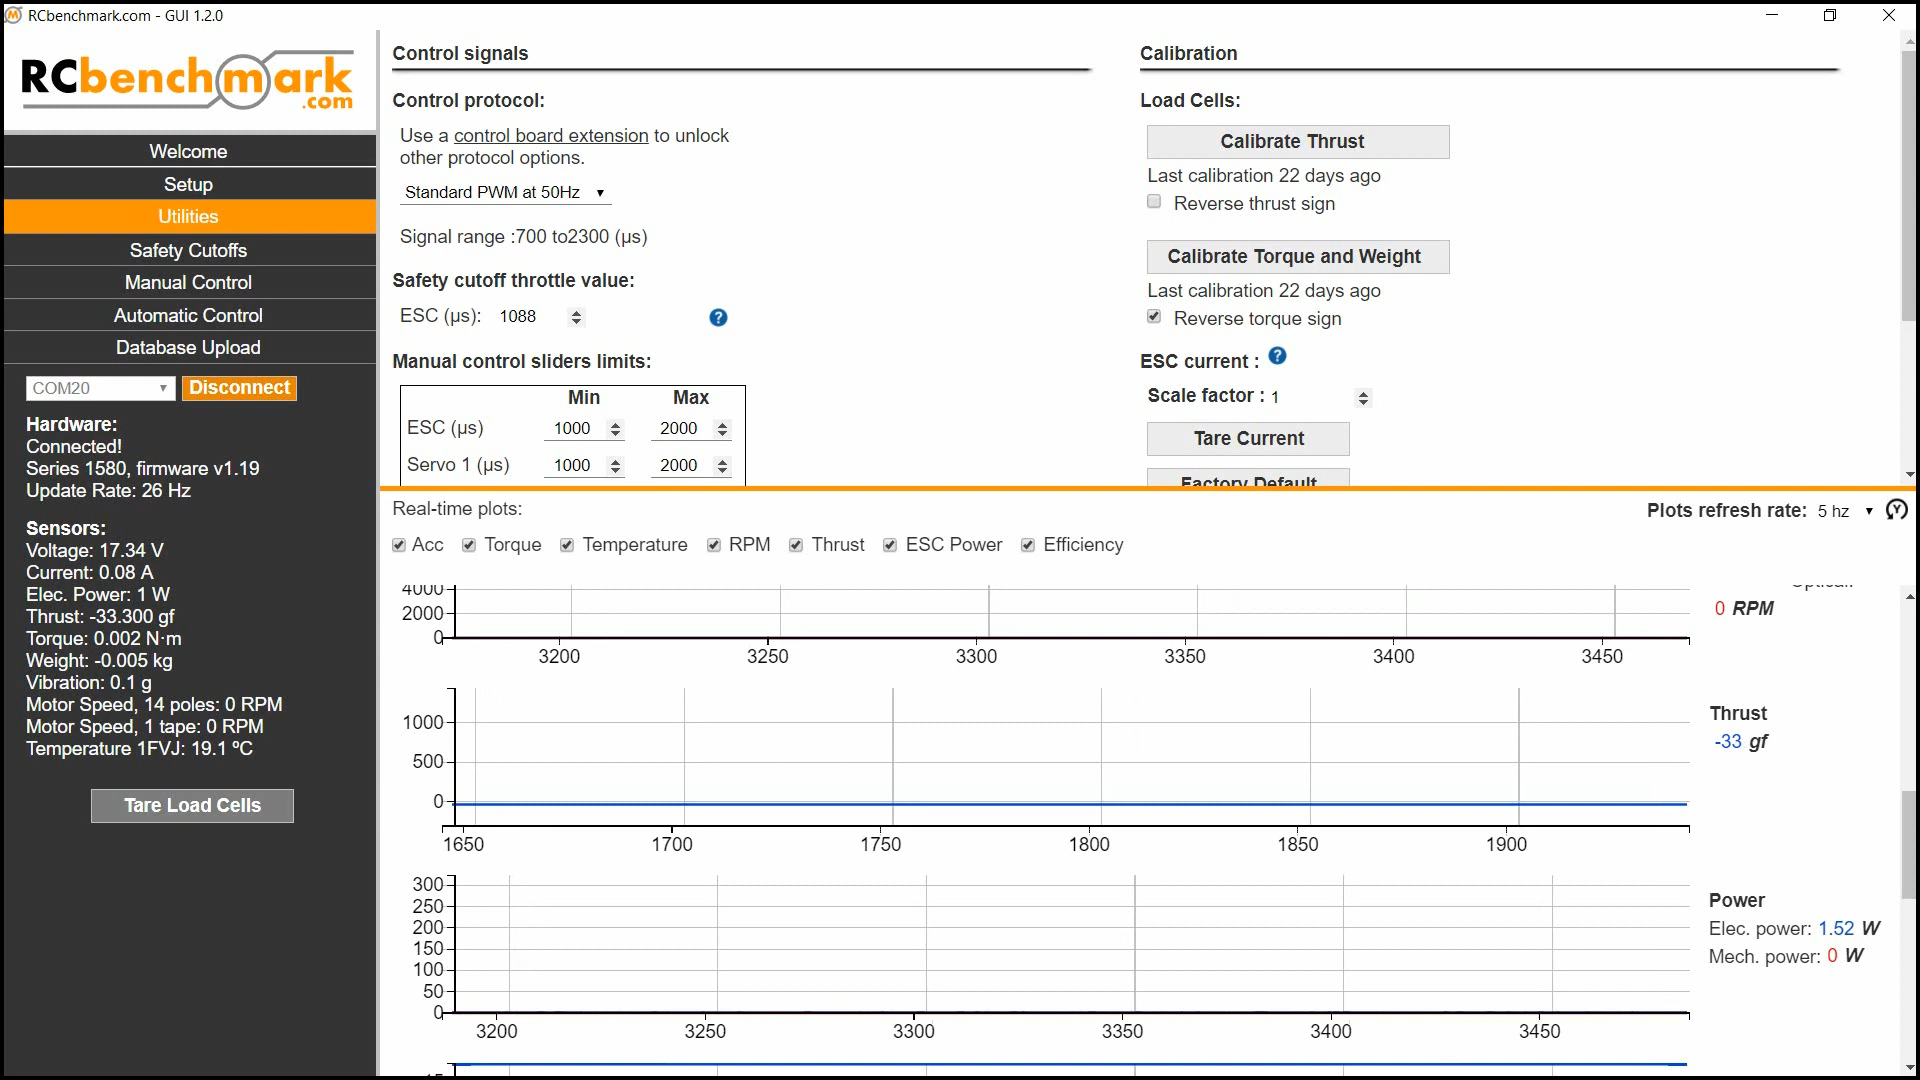 RCbenchmark.com - GUI 1.2.0
RCbenchmark
.com
Welcome
Setup
Utilities
Safety Cutoffs
Manual Control
Automatic Control
Database Upload
COM20
Disconnect
Hardware:
Connected!
Series 1580, firmware v1.19
Update Rate: 26 Hz
Sensors:
Voltage: 17.34 V
Current: 0.08 A
Elec. Power: 1 W
Thrust: -33.300 gf
Torque: 0.002 N·m
Weight: -0.005 kg
Vibration: 0.1 g
Motor Speed, 14 poles: 0 RPM
Motor Speed, 1 tape: 0 RPM
Temperature 1FVJ: 19.1 ºC
Tare Load Cells
Control signals
Control protocol:
Use a control board extension to unlock
other protocol options.
Standard PWM at 50Hz
Signal range :700 to2300 (µs)
Safety cutoff throttle value:
ESC (µs): 1088 ?
Manual control sliders limits:
Min Max
ESC (µs) 1000 2000
Servo 1 (µs) 1000 2000
Calibration
Load Cells:
Calibrate Thrust
Last calibration 22 days ago
Reverse thrust sign
Calibrate Torque and Weight
Last calibration 22 days ago
Reverse torque sign
ESC current : ?
Scale factor : 1
Tare Current
Factory Default
Real-time plots:
Plots refresh rate: 5 hz
Acc Torque Temperature RPM Thrust ESC Power Efficiency
4000
2000
0
3200 3250 3300 3350 3400 3450
0 RPM
1000
500
0
1650 1700 1750 1800 1850 1900
Thrust
-33 gf
300
250
200
150
100
50
0
3200 3250 3300 3350 3400 3450
Power
Elec. power: 1.52 W
Mech. power: 0 W